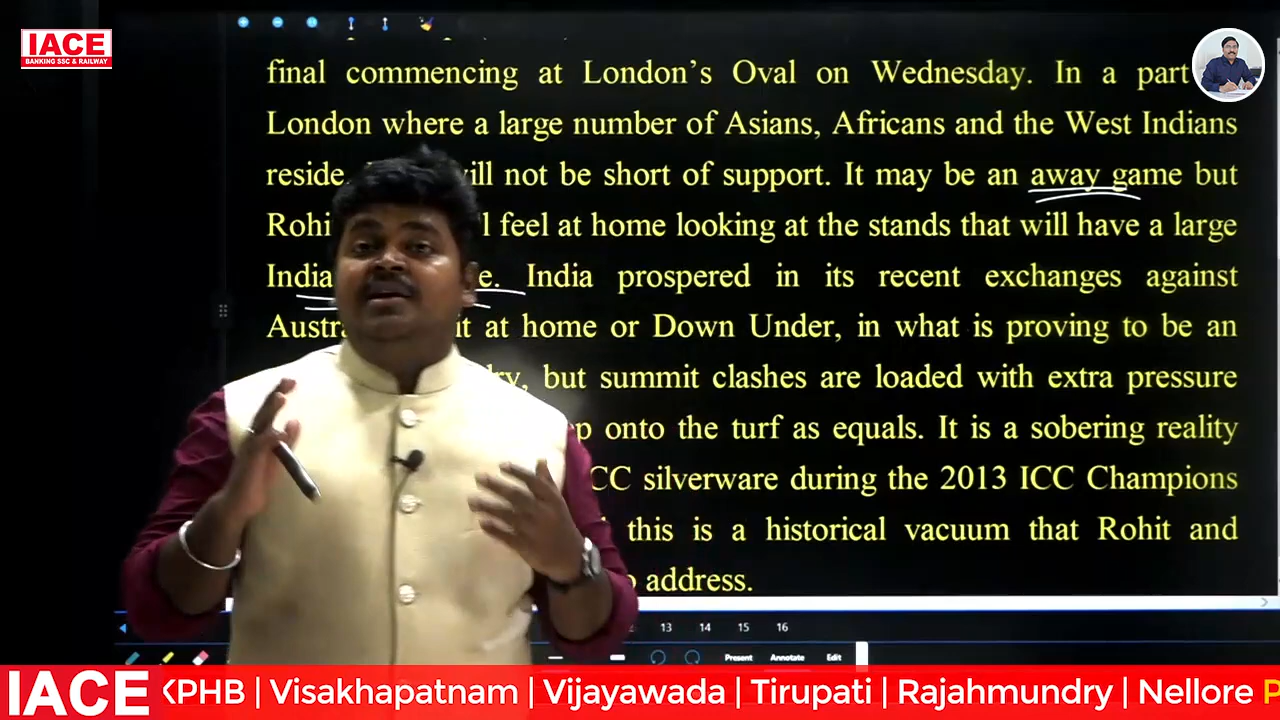 IACE
BANKING SSC & RAILWAY
final commencing at London's Oval on Wednesday. In a part
London where a large number of Asians, Africans and the West Indians
reside. will not be short of support. It may be an away game but
Rohi l feel at home looking at the stands that will have a large
India e. India prospered in its recent exchanges against
Austra it at home or Down Under, in what is proving to be an
ry, but summit clashes are loaded with extra pressure
p onto the turf as equals. It is a sobering reality
CC silverware during the 2013 ICC Champions
this is a historical vacuum that Rohit and
address.
13 14 15 16
Present Annotate Edit
IACE KPHB | Visakhapatnam | Vijayawada | Tirupati | Rajahmundry | Nellore P